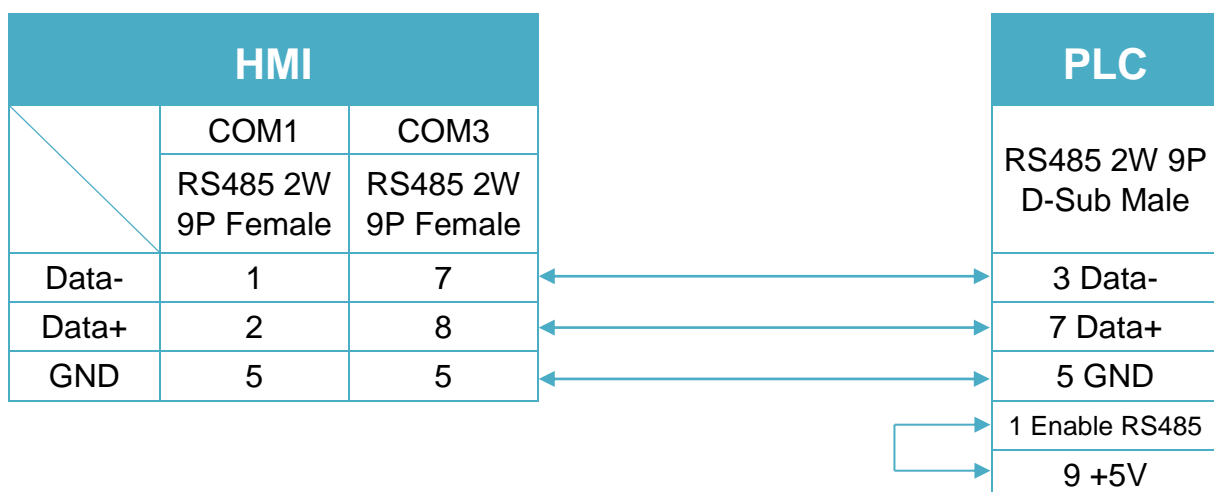 HMI
PLC
COM1 COM3
RS485 2W
9P Female
RS485 2W
9P Female
RS485 2W 9P
D-Sub Male
Data- 1 7 3 Data-
Data+ 2 8 7 Data+
GND 5 5 5 GND
1 Enable RS485
9 +5V